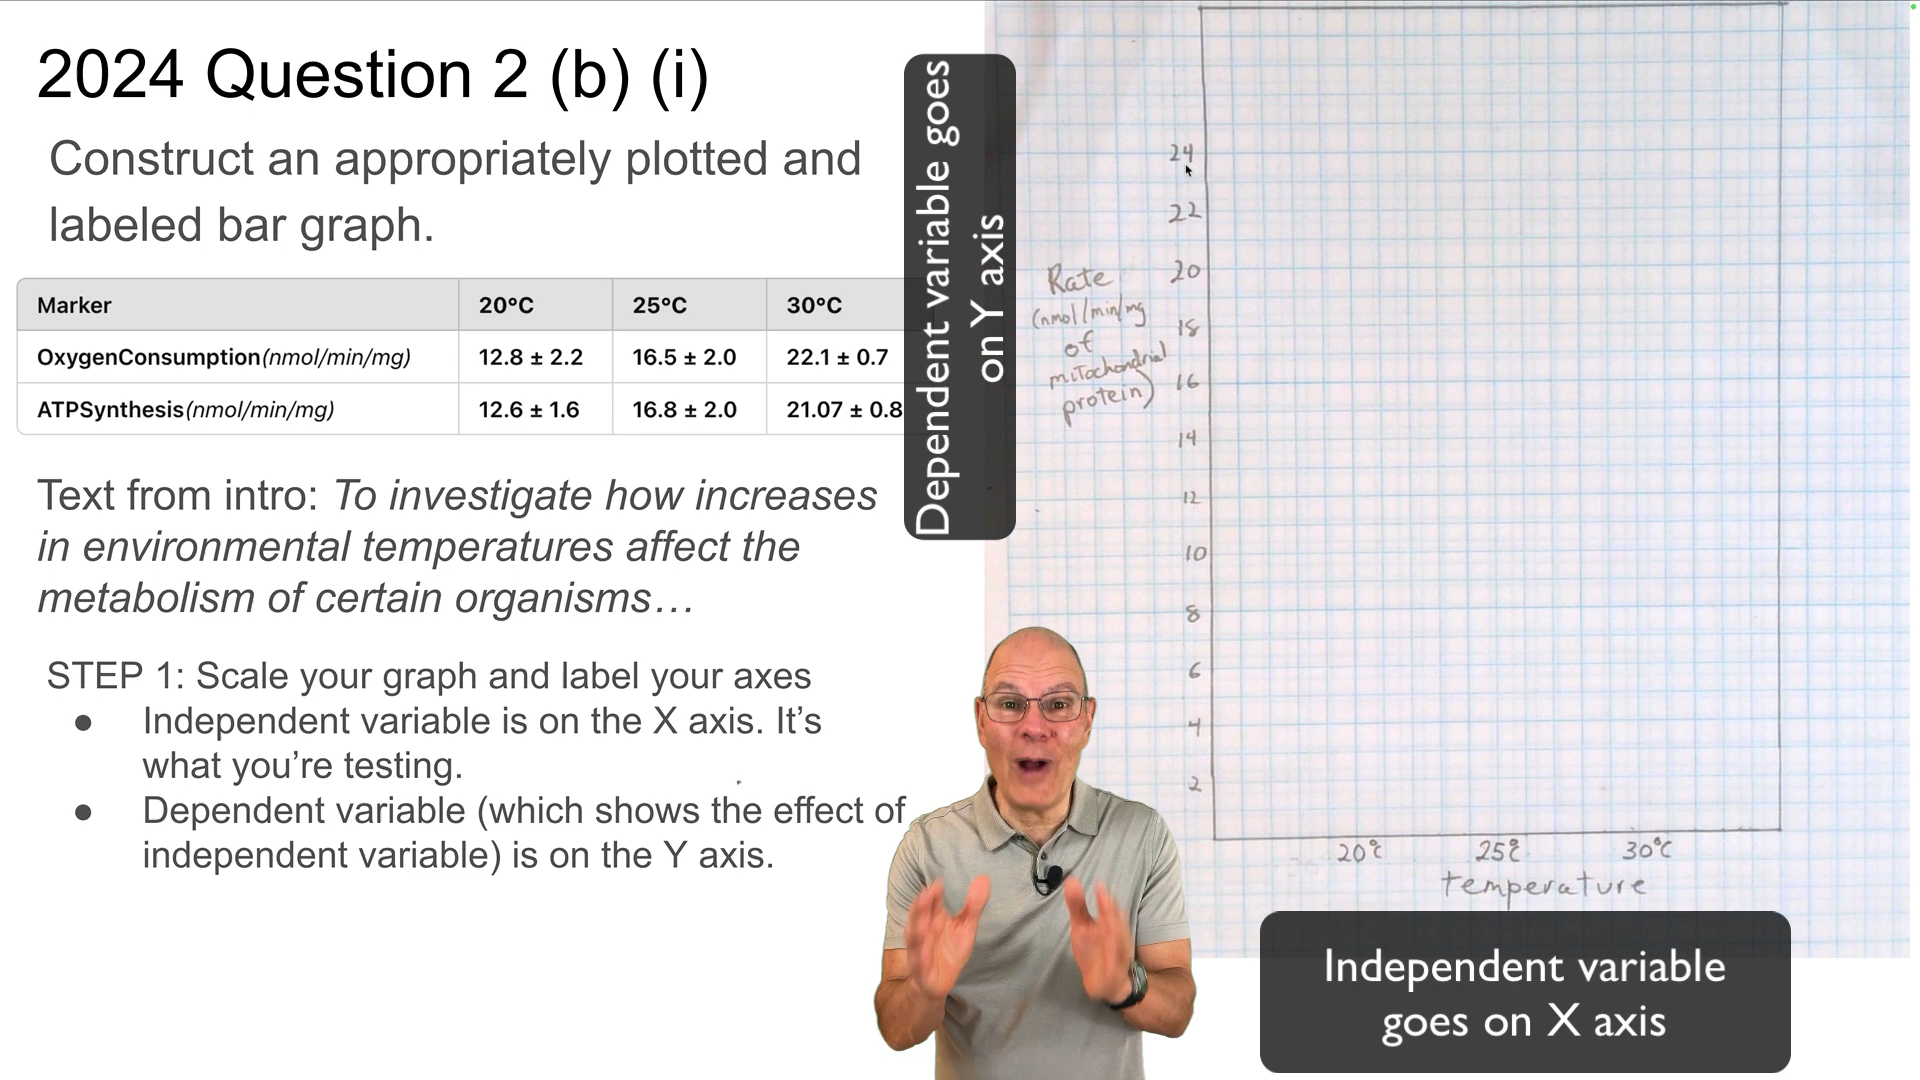 2024 Question 2 (b) (i)
Construct an appropriately plotted and
labeled bar graph.
Marker 20°C 25°C 30°C
OxygenConsumption(nmol/min/mg) 12.8 ± 2.2 16.5 ± 2.0 22.1 ± 0.7
ATPSynthesis(nmol/min/mg) 12.6 ± 1.6 16.8 ± 2.0 21.07 ± 0.8
Text from intro: To investigate how increases
in environmental temperatures affect the
metabolism of certain organisms…
STEP 1: Scale your graph and label your axes
● Independent variable is on the X axis. It’s
what you’re testing.
● Dependent variable (which shows the effect of
independent variable) is on the Y axis.
Dependent variable goes
on Y axis
Rate
(nmol/min/mg
of
mitochondrial
protein)
24
22
20
18
16
14
12
10
8
6
4
2
20°C 25°C 30°C
temperature
Independent variable
goes on X axis